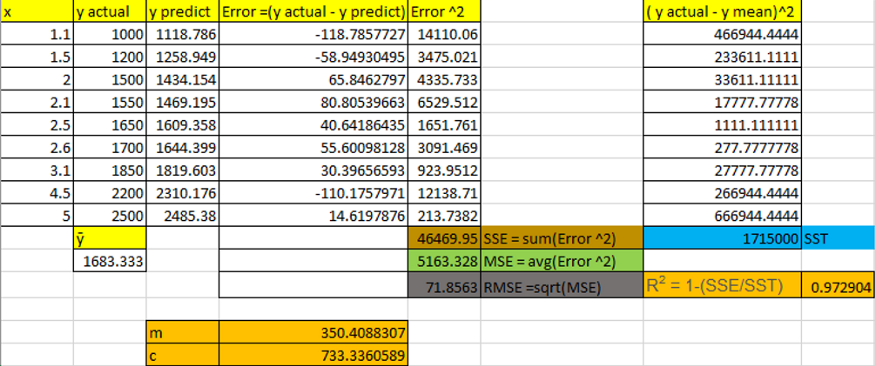 x y actual y predict Error =(y actual - y predict) Error ^2 ( y actual - y mean)^2
1.1 1000 1118.786 -118.7857727 14110.06 466944.4444
1.5 1200 1258.949 -58.94930495 3475.021 233611.1111
2 1500 1434.154 65.8462797 4335.733 33611.11111
2.1 1550 1469.195 80.80539663 6529.512 17777.77778
2.5 1650 1609.358 40.64186435 1651.761 1111.111111
2.6 1700 1644.399 55.60098128 3091.469 277.7777778
3.1 1850 1819.603 30.39656593 923.9512 27777.77778
4.5 2200 2310.176 -110.1757971 12138.71 266944.4444
5 2500 2485.38 14.6197876 213.7382 666944.4444
ȳ 46469.95 SSE = sum(Error ^2) 1715000 SST
1683.333 5163.328 MSE = avg(Error ^2)
71.8563 RMSE =sqrt(MSE) R² = 1-(SSE/SST) 0.972904
m 350.4088307
c 733.3360589